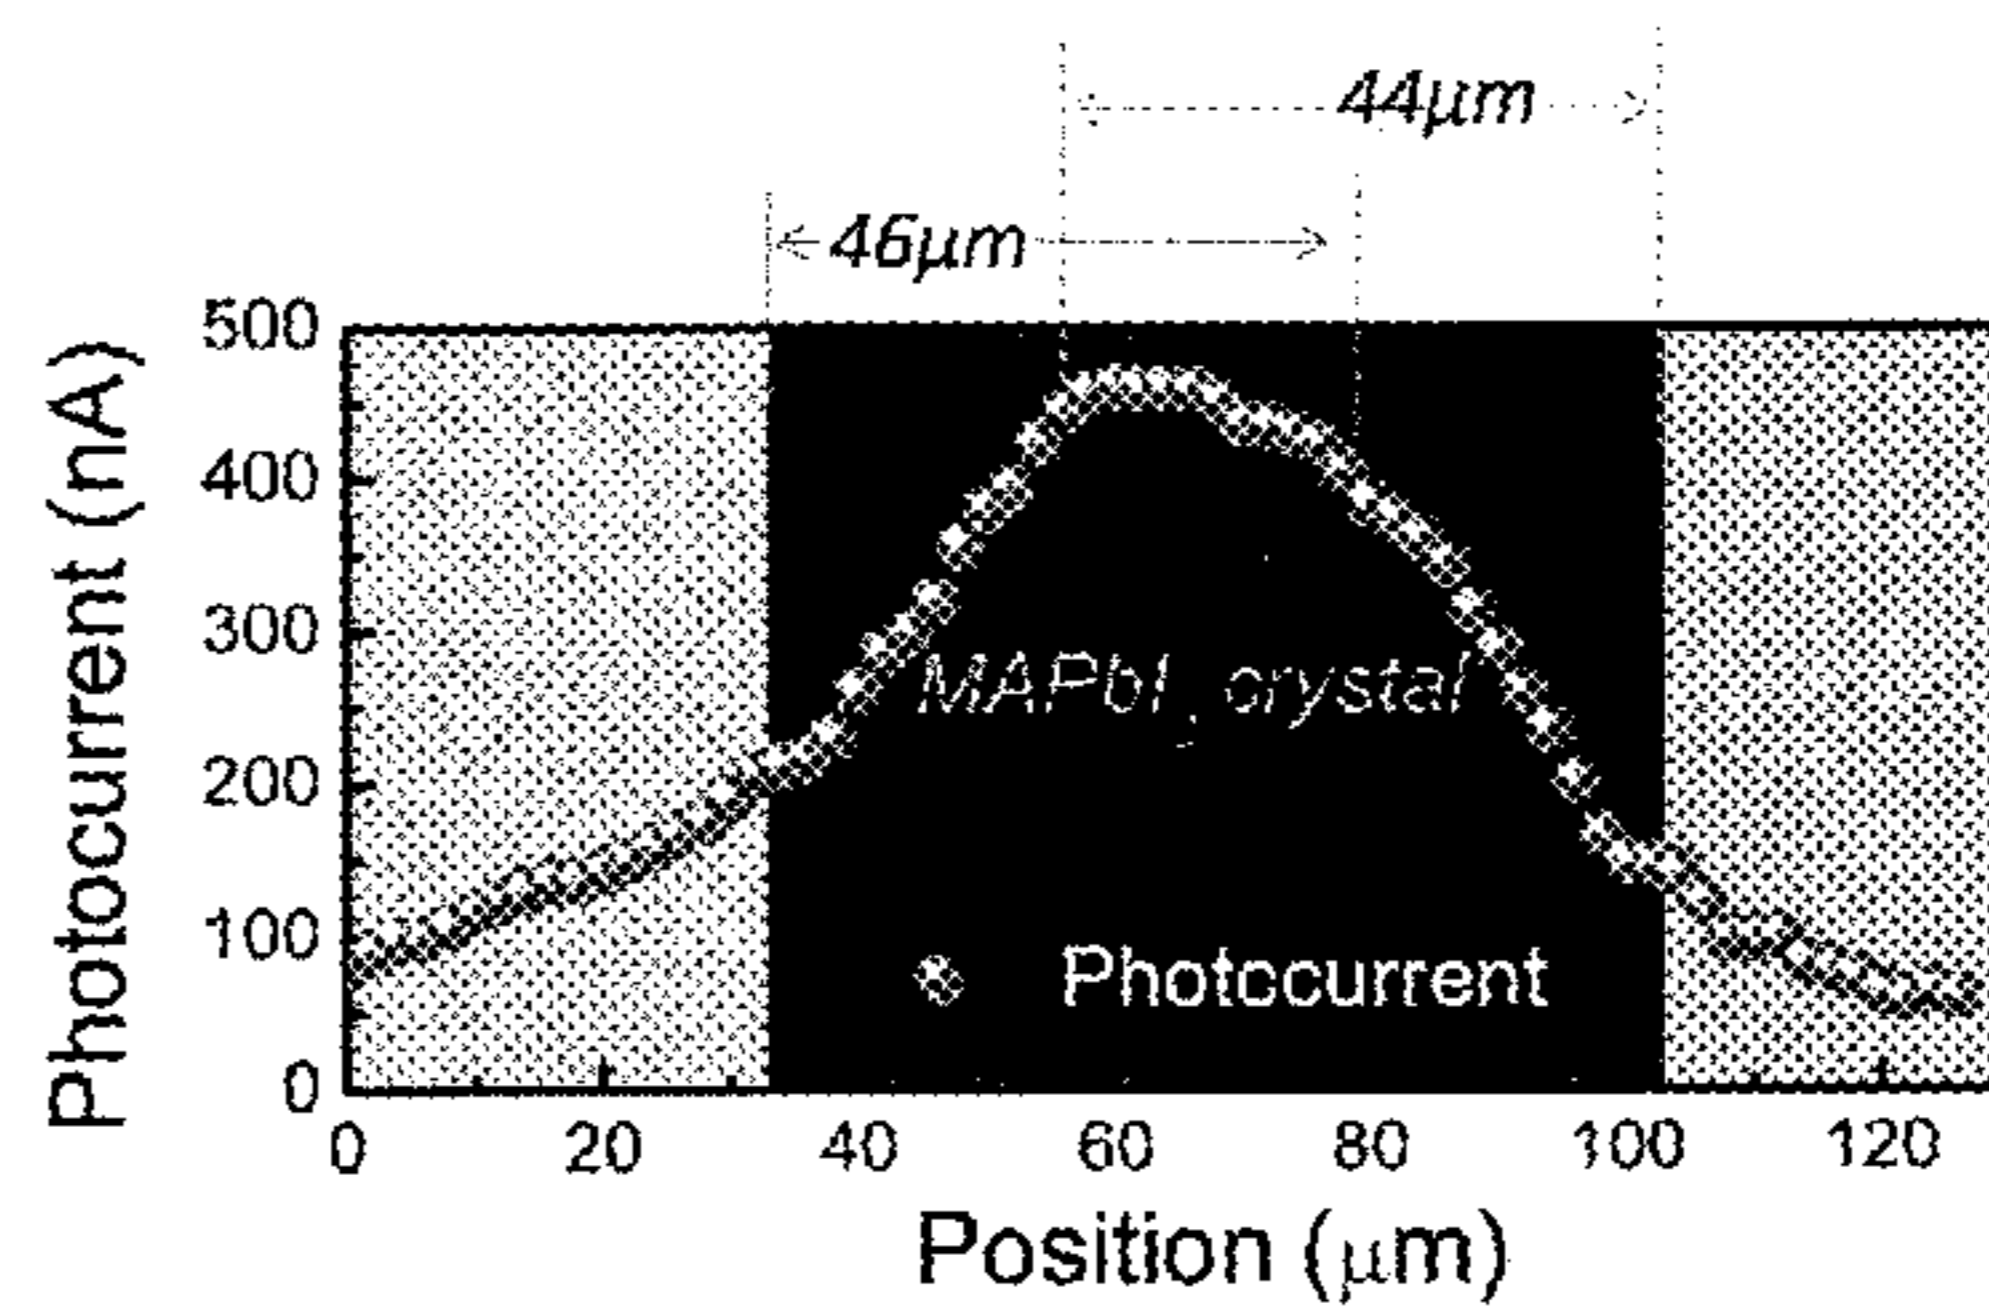 44μm
46μm
500
400
300
200
100
0
Photocurrent (nA)
MAPbI3 crystal
Photocurrent
0 20 40 60 80 100 120
Position (μm)